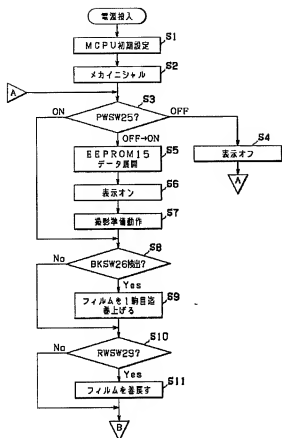 電源投入
S1
MCPU初期設定
S2
メカイニシャル
A
S3
ON
PWSW25?
OFF
OFF→ON
S4
表示オフ
A
S5
EEPROM15
データ展開
S6
表示オン
S7
撮影準備動作
S8
No
BKSW26検出?
Yes
S9
フィルムを1駒目迄
巻上げる
S10
No
RWSW29?
Yes
S11
フィルムを巻戻す
B